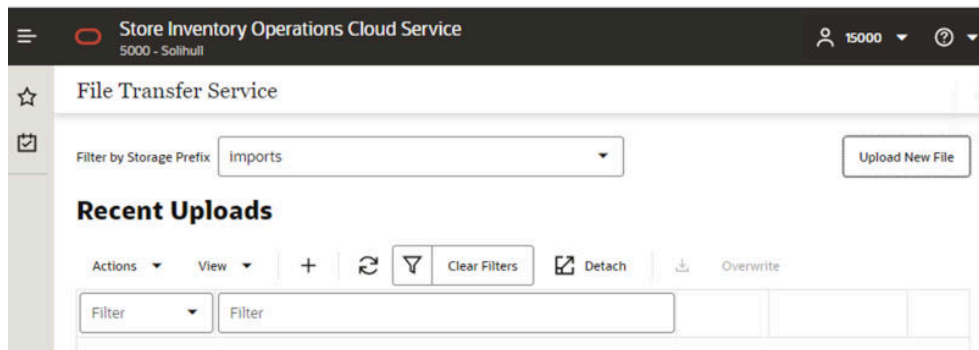 Store Inventory Operations Cloud Service
5000 - Solihull
15000
File Transfer Service
Filter by Storage Prefix imports
Upload New File
Recent Uploads
Actions View Clear Filters Detach Overwrite
Filter Filter